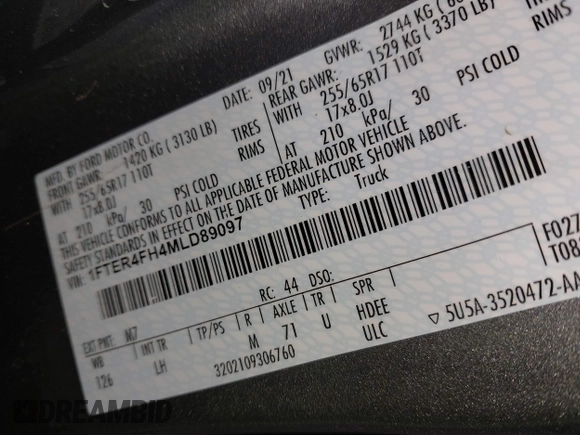 MFD. BY FORD MOTOR CO.
DATE: 09/21
GVWR: 2744 KG
FRONT GAWR: 1420 KG (3130 LB)
REAR GAWR: 1529 KG (3370 LB)
WITH 255/65R17 110T TIRES
WITH 255/65R17 110T
17x8.0J RIMS
17x8.0J RIMS
AT 210 kPa/ 30 PSI COLD
AT 210 kPa/ 30 PSI COLD
THIS VEHICLE CONFORMS TO ALL APPLICABLE FEDERAL MOTOR VEHICLE
SAFETY STANDARDS IN EFFECT ON THE DATE OF MANUFACTURE SHOWN ABOVE.
VIN: 1FTER4FH4MLD89097
TYPE: Truck
RC: 44 DSO:
F027
T08
EXT PNT: M7
WB INT TR TP/PS R AXLE TR SPR
126 LH M 71 U HDEE
3202109306760 ULC
5U5A-3520472-AA
DREAMBID